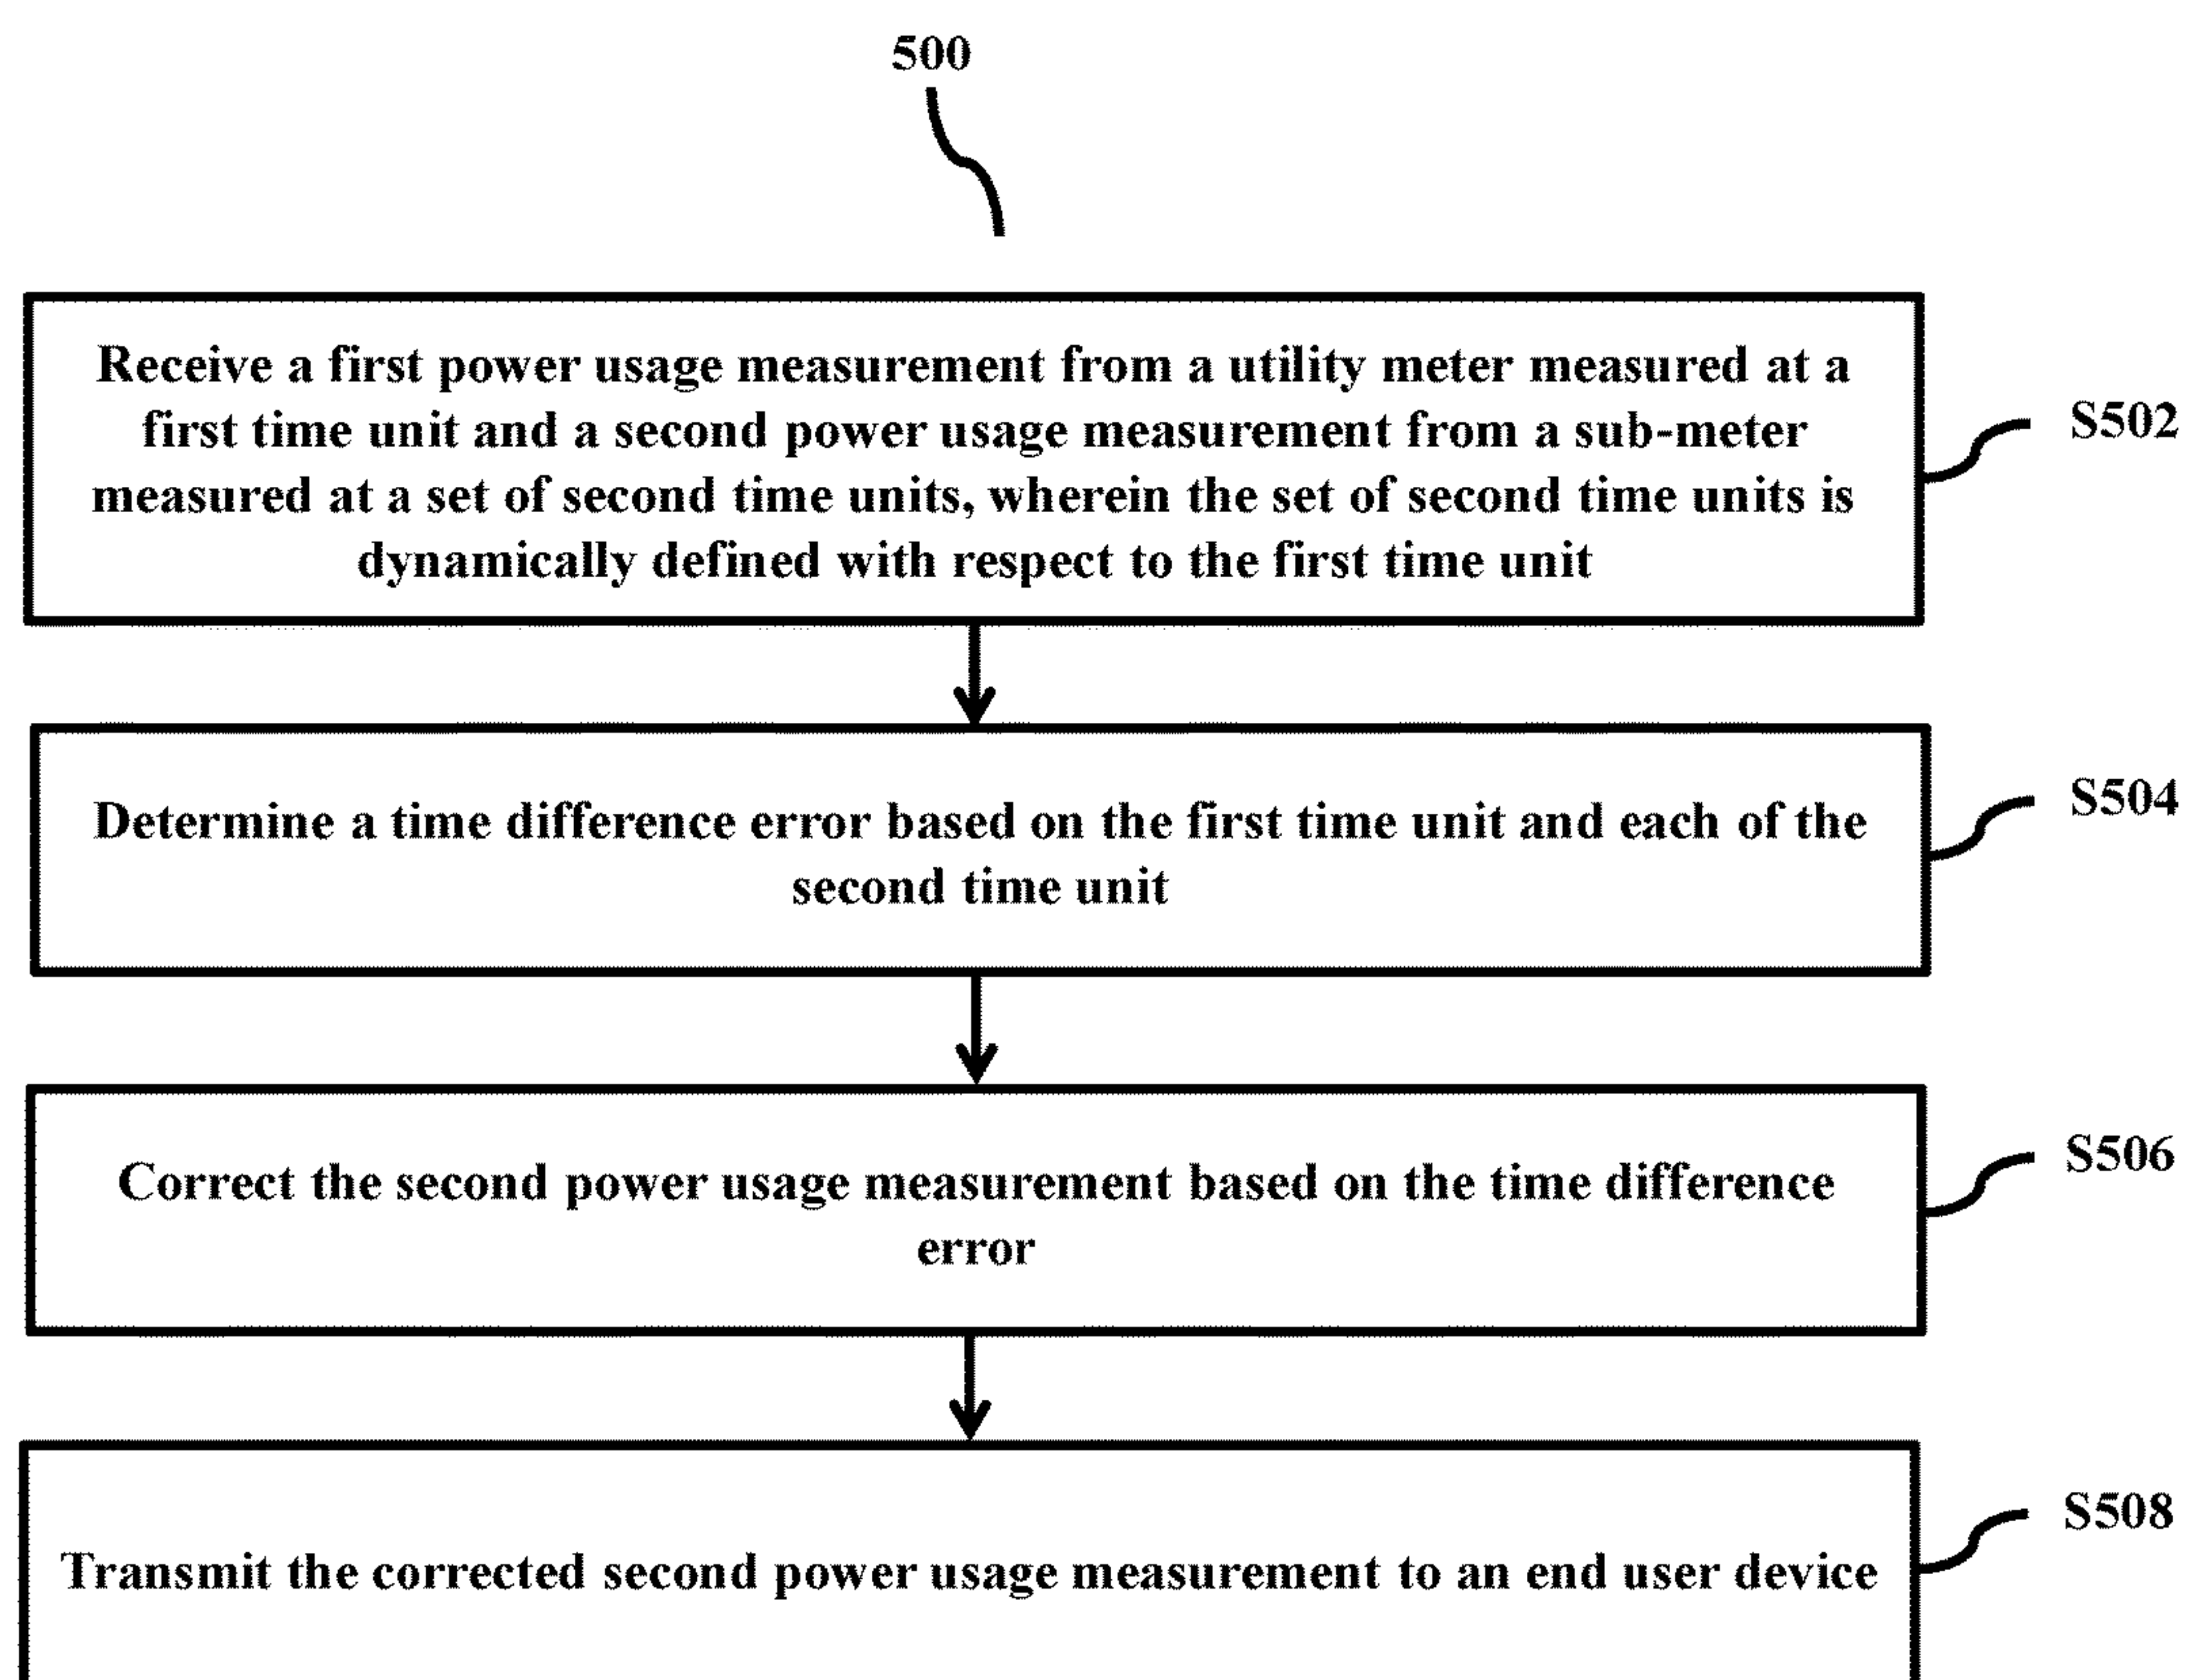 500
Receive a first power usage measurement from a utility meter measured at a
first time unit and a second power usage measurement from a sub-meter
measured at a set of second time units, wherein the set of second time units is
dynamically defined with respect to the first time unit
S502
Determine a time difference error based on the first time unit and each of the
second time unit
S504
Correct the second power usage measurement based on the time difference
error
S506
Transmit the corrected second power usage measurement to an end user device
S508